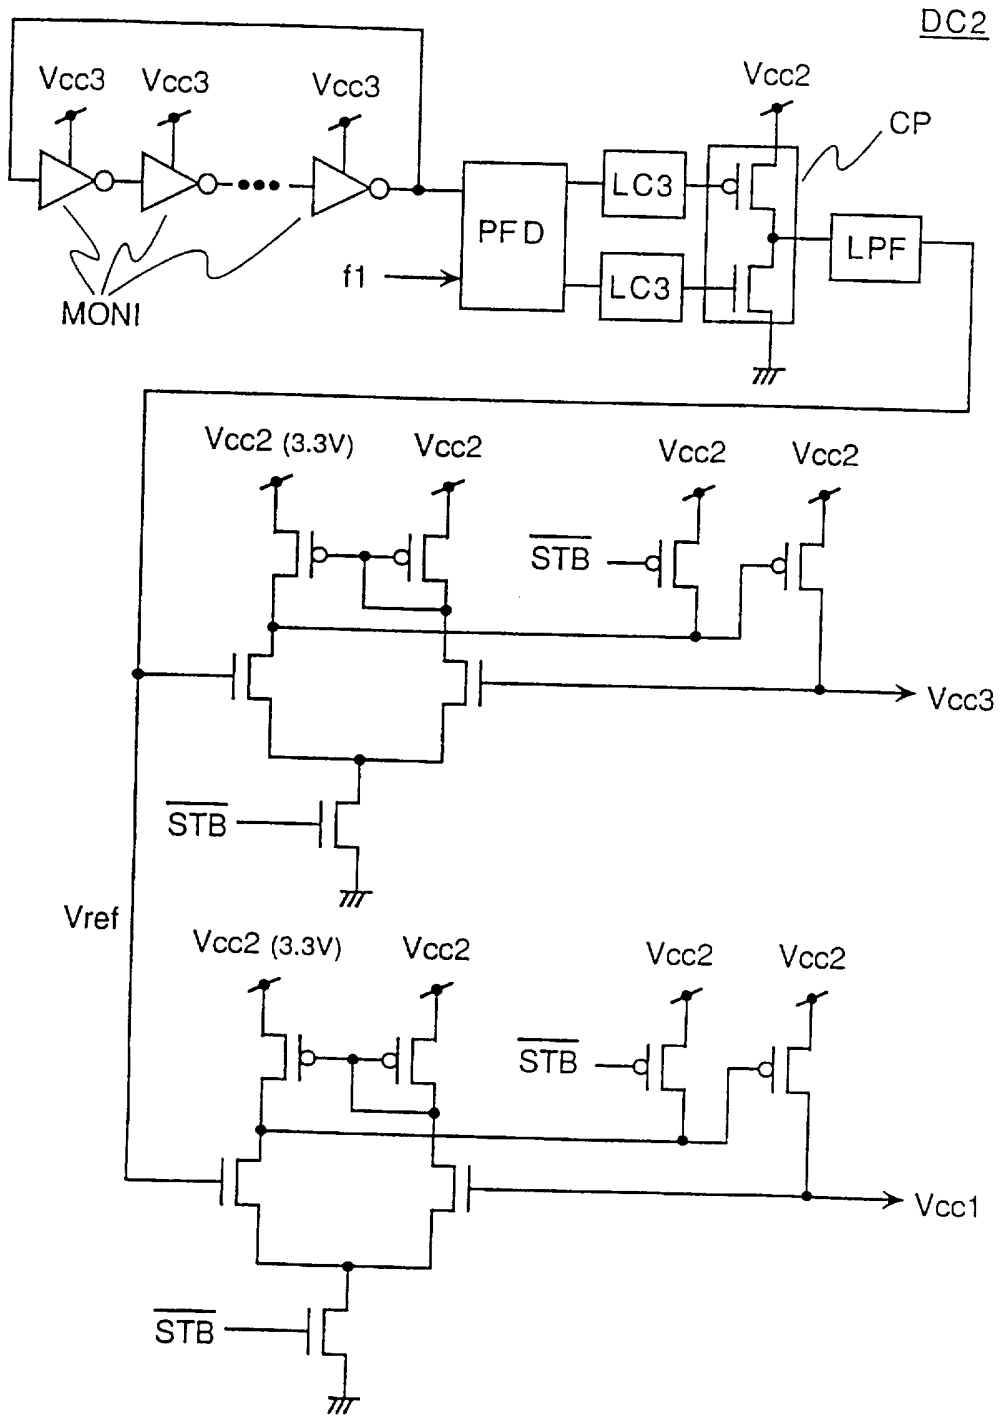 DC2
Vcc3
Vcc3
Vcc3
Vcc2
CP
LC3
PFD
LPF
f1
LC3
MONI
Vcc2 (3.3V)
Vcc2
Vcc2
Vcc2
STB
Vcc3
STB
Vref
Vcc2 (3.3V)
Vcc2
Vcc2
Vcc2
STB
Vcc1
STB